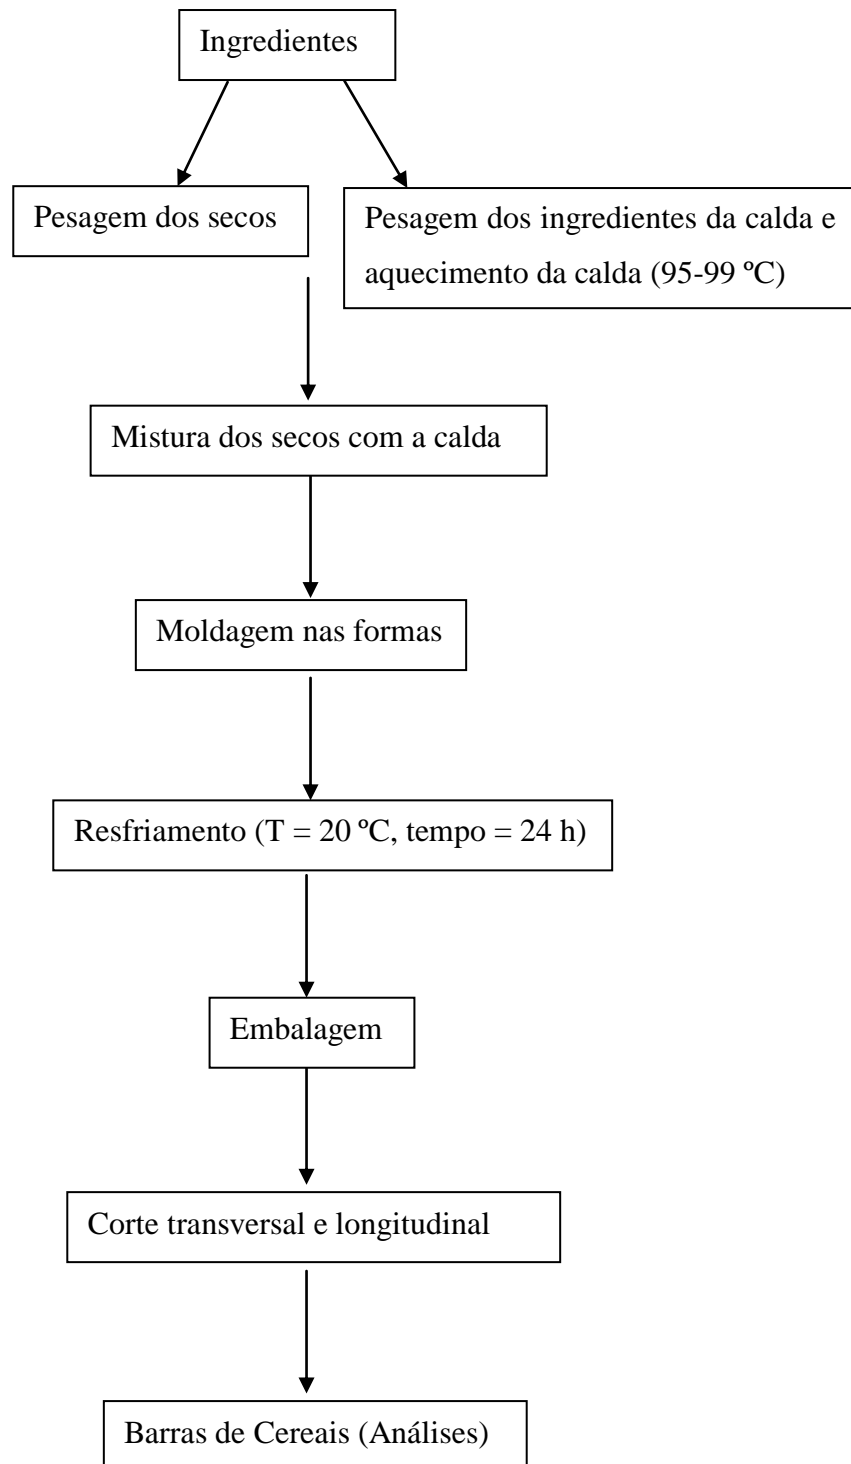 Ingredientes
Pesagem dos secos
Pesagem dos ingredientes da calda e
aquecimento da calda (95-99 ºC)
Mistura dos secos com a calda
Moldagem nas formas
Resfriamento (T = 20 ºC, tempo = 24 h)
Embalagem
Corte transversal e longitudinal
Barras de Cereais (Análises)